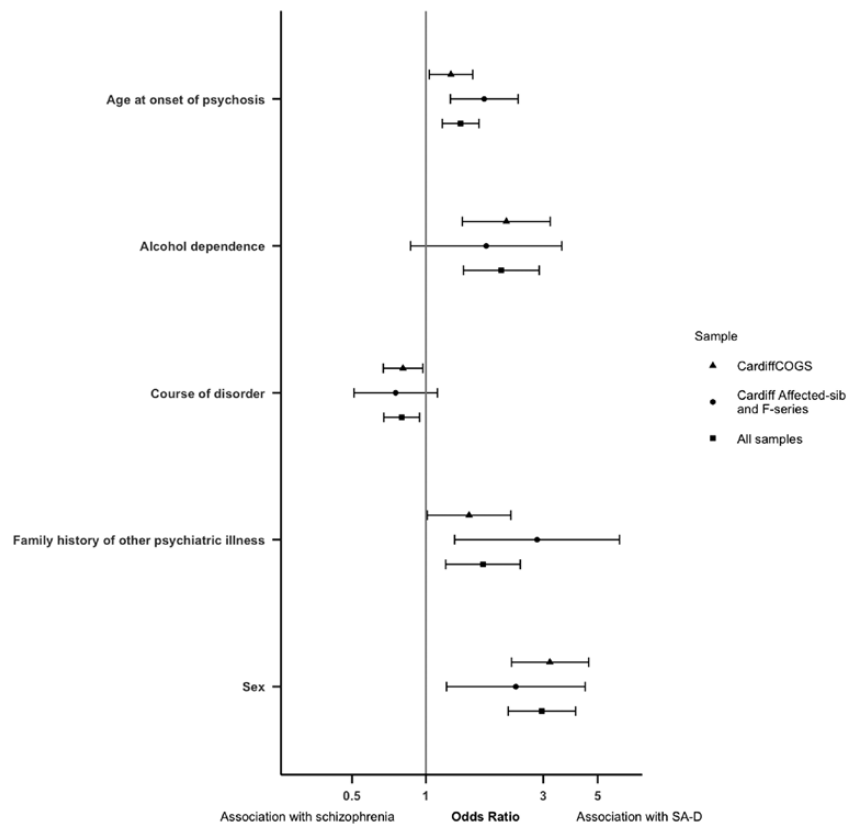 Age at onset of psychosis
Alcohol dependence
Course of disorder
Family history of other psychiatric illness
Sex
Sample
CardiffCOGS
Cardiff Affected-sib
and F-series
All samples
0.5 1 3 5
Association with schizophrenia Odds Ratio Association with SA-D